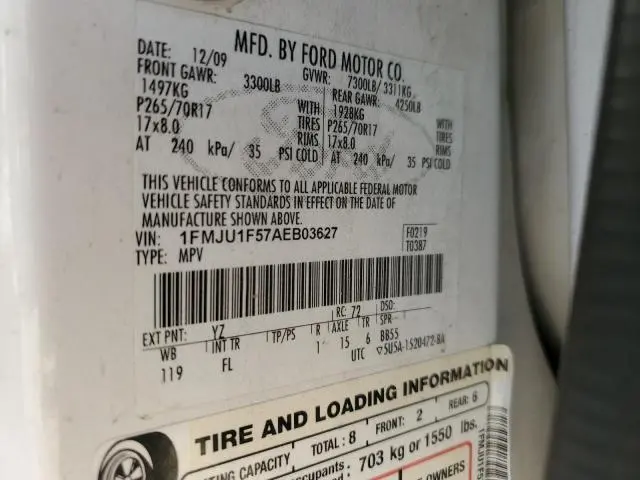 MFD. BY FORD MOTOR CO.
DATE: 12/09 GVWR: 7300LB/ 3311KG
FRONT GAWR: 3300LB REAR GAWR: 4250LB
1497KG WITH 1928KG WITH
P265/70R17 TIRES P265/70R17 TIRES
17x8.0 RIMS 17x8.0 RIMS
AT 240 kPa/ 35 PSI COLD AT 240 kPa/ 35 PSI COLD
THIS VEHICLE CONFORMS TO ALL APPLICABLE FEDERAL MOTOR
VEHICLE SAFETY STANDARDS IN EFFECT ON THE DATE OF
MANUFACTURE SHOWN ABOVE.
VIN: 1FMJU1F57AEB03627 F0219
TYPE: MPV T0387
EXT PNT: YZ RC: 72 DSO:
WB INT TR TP/PS R AXLE TR SPR
119 FL 1 15 6 BB55
UTC ▽5U5A-1520472-BA
TIRE AND LOADING INFORMATION
CAPACITY TOTAL: 8 FRONT: 2 REAR: 6
703 kg or 1550 lbs.
OWNERS